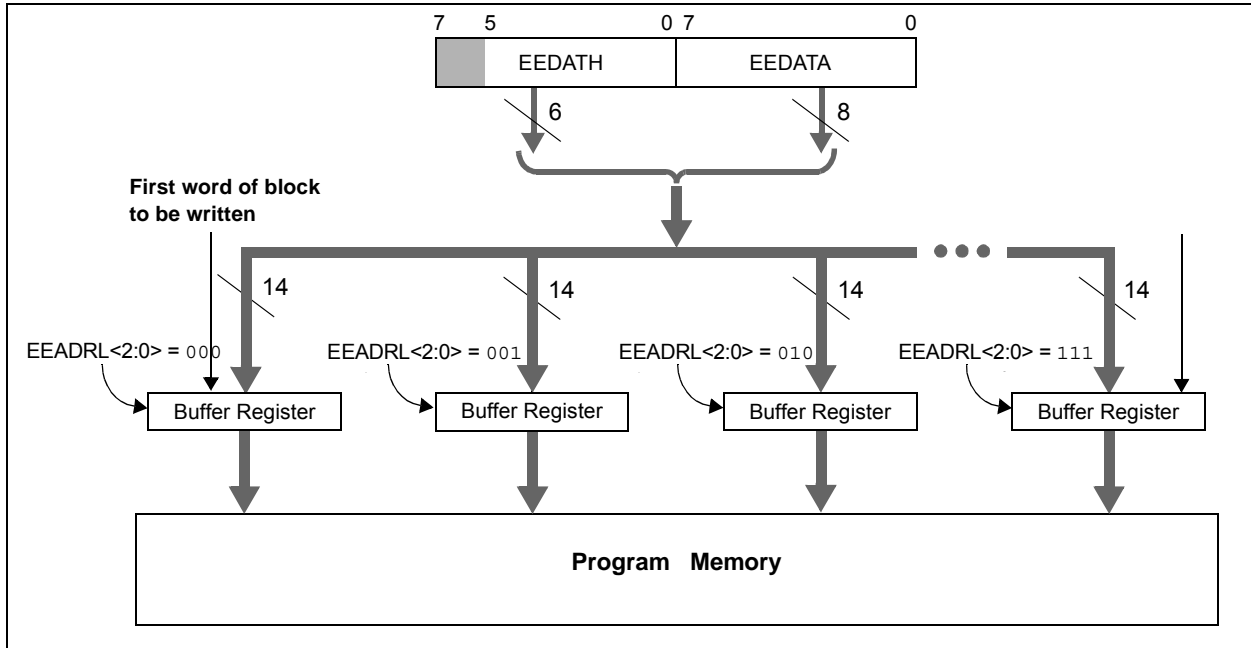 7 5 0 7 0
EEDATH EEDATA
6 8
First word of block
to be written
14 14 14 14
EEADRL<2:0> = 000 EEADRL<2:0> = 001 EEADRL<2:0> = 010 EEADRL<2:0> = 111
Buffer Register Buffer Register Buffer Register Buffer Register
Program Memory